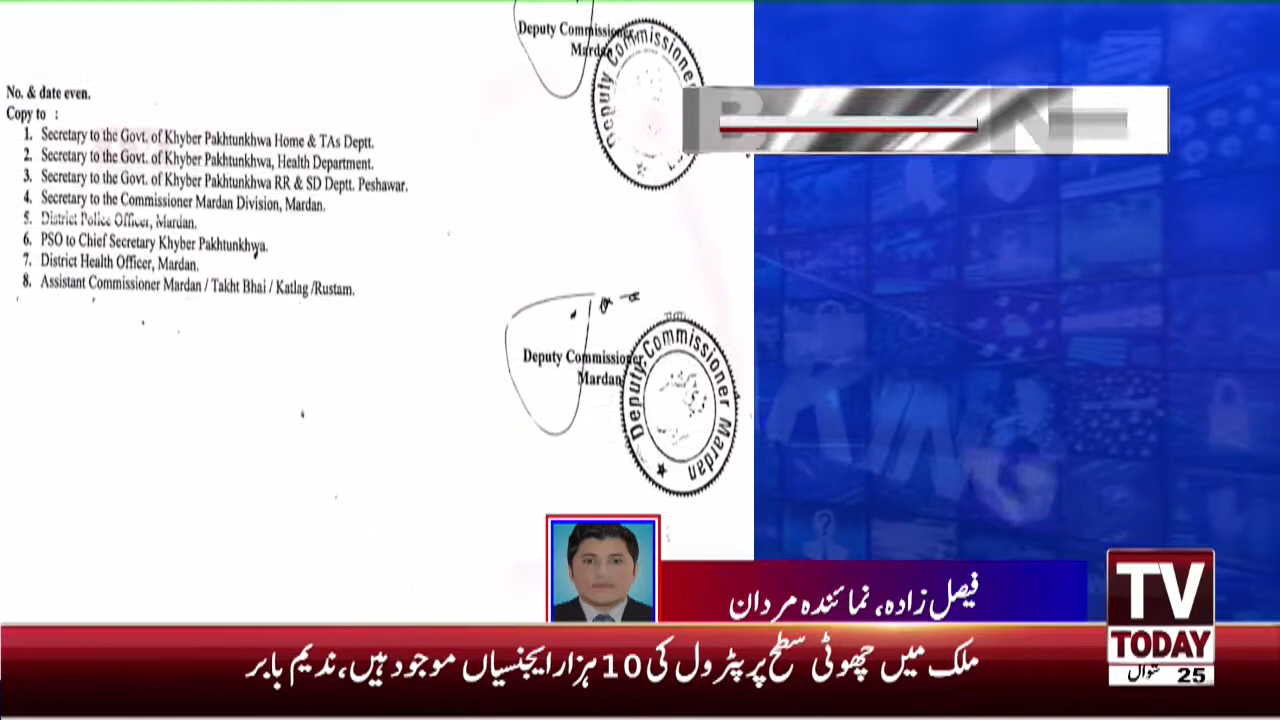 Deputy Commissioner
Mardan
Deputy Commissioner
No. & date even.
Copy to :
1. Secretary to the Govt. of Khyber Pakhtunkhwa Home & TAs Deptt.
2. Secretary to the Govt. of Khyber Pakhtunkhwa, Health Department.
3. Secretary to the Govt. of Khyber Pakhtunkhwa RR & SD Deptt. Peshawar.
4. Secretary to the Commissioner Mardan Division, Mardan.
5. District Police Officer, Mardan.
6. PSO to Chief Secretary Khyber Pakhtunkhwa.
7. District Health Officer, Mardan.
8. Assistant Commissioner Mardan / Takht Bhai / Katlag /Rustam.
Deputy Commissioner
Mardan
Deputy Commissioner Mardan
فیصل زادہ، نمائندہ مردان
ملک میں چھوٹی سطح پر پٹرول کی 10 ہزار ایجنسیاں موجود ہیں، ندیم بابر
TV
TODAY
25 شوال